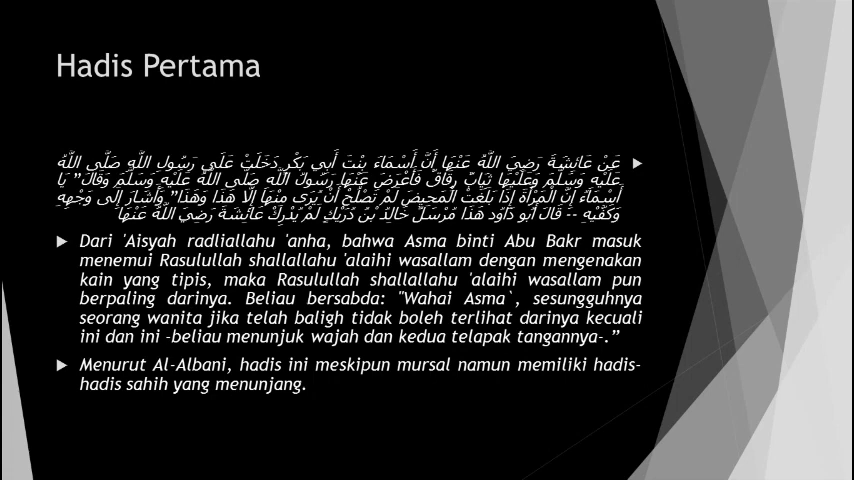 Hadis Pertama
عَنْ عَائِشَةَ رَضِيَ اللَّهُ عَنْهَا أَنَّ أَسْمَاءَ بِنْتَ أَبِي بَكْرٍ دَخَلَتْ عَلَى رَسُولِ اللَّهِ صَلَّى اللَّهُ
عَلَيْهِ وَسَلَّمَ وَعَلَيْهَا ثِيَابٌ رِقَاقٌ فَأَعْرَضَ عَنْهَا رَسُولُ اللَّهِ صَلَّى اللَّهُ عَلَيْهِ وَسَلَّمَ وَقَالَ” يَا
أَسْمَاءُ إِنَّ الْمَرْأَةَ إِذَا بَلَغَتْ الْمَحِيضَ لَمْ تَصْلُحْ أَنْ يُرَى مِنْهَا إِلَّا هَذَا وَهَذَا” وَأَشَارَ إِلَى وَجْهِهِ
وَكَفَّيْهِ -- قَالَ أَبُو دَاوُد هَذَا مُرْسَلٌ خَالِدُ بْنُ دُرَيْكٍ لَمْ يُدْرِكْ عَائِشَةَ رَضِيَ اللَّهُ عَنْهَا
Dari 'Aisyah radliallahu 'anha, bahwa Asma binti Abu Bakr masuk
menemui Rasulullah shallallahu 'alaihi wasallam dengan mengenakan
kain yang tipis, maka Rasulullah shallallahu 'alaihi wasallam pun
berpaling darinya. Beliau bersabda: "Wahai Asma`, sesungguhnya
seorang wanita jika telah baligh tidak boleh terlihat darinya kecuali
ini dan ini -beliau menunjuk wajah dan kedua telapak tangannya-.”
Menurut Al-Albani, hadis ini meskipun mursal namun memiliki hadis-
hadis sahih yang menunjang.